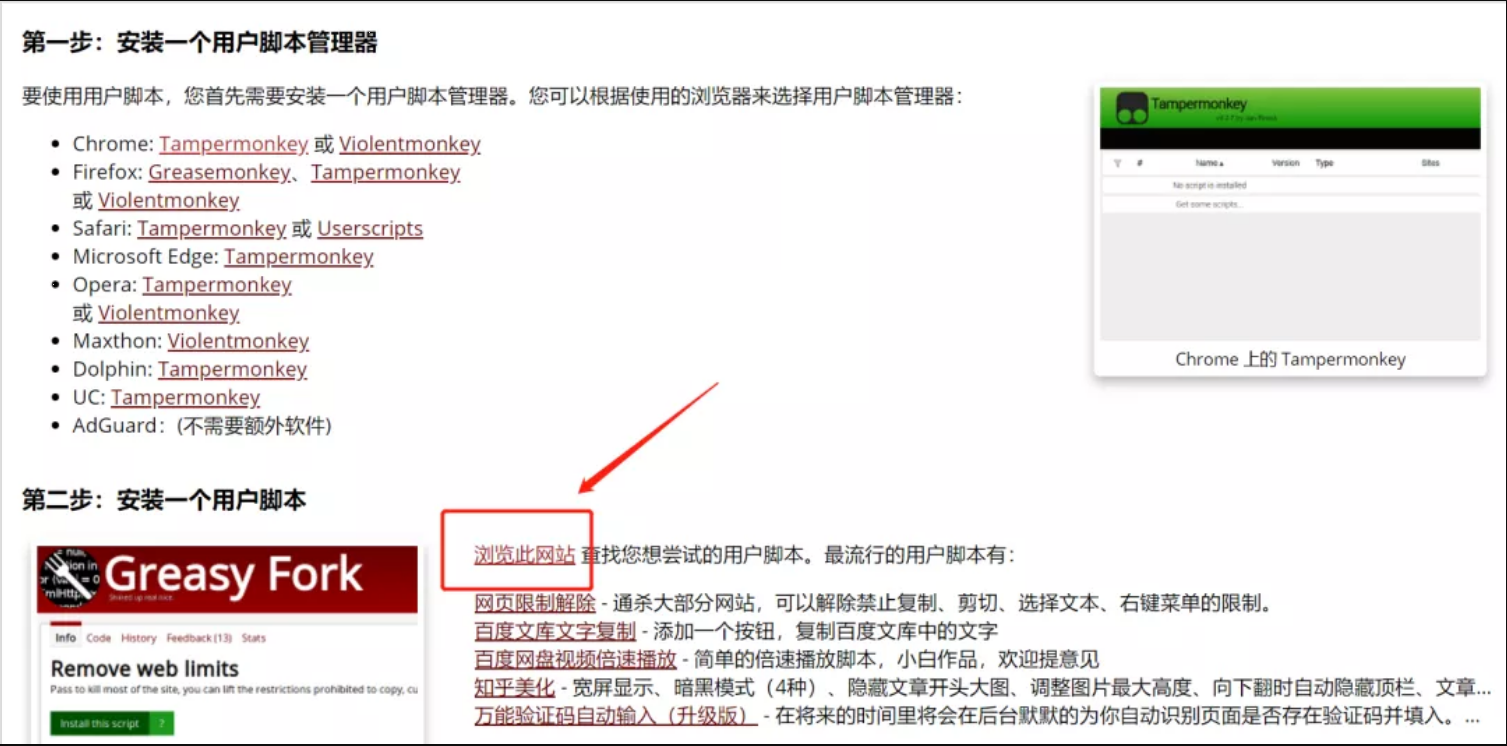 第一步：安装一个用户脚本管理器
要使用用户脚本，您首先需要安装一个用户脚本管理器。您可以根据使用的浏览器来选择用户脚本管理器：
Chrome: Tampermonkey 或 Violentmonkey
Firefox: Greasemonkey、Tampermonkey
或 Violentmonkey
Safari: Tampermonkey 或 Userscripts
Microsoft Edge: Tampermonkey
Opera: Tampermonkey
或 Violentmonkey
Maxthon: Violentmonkey
Dolphin: Tampermonkey
UC: Tampermonkey
AdGuard：(不需要额外软件)
Tampermonkey
# Name Version Type Sites
No script is installed
Get some scripts...
Chrome 上的 Tampermonkey
第二步：安装一个用户脚本
Greasy Fork
Info Code History Feedback (13) Stats
Remove web limits
Pass to kill most of the site, you can lift the restrictions prohibited to copy, cu
Install this script ?
浏览此网站 查找您想尝试的用户脚本。最流行的用户脚本有：
网页限制解除 - 通杀大部分网站，可以解除禁止复制、剪切、选择文本、右键菜单的限制。
百度文库文字复制 - 添加一个按钮，复制百度文库中的文字
百度网盘视频倍速播放 - 简单的倍速播放脚本，小白作品，欢迎提意见
知乎美化 - 宽屏显示、暗黑模式（4种）、隐藏文章开头大图、调整图片最大高度、向下翻时自动隐藏顶栏、文章...
万能验证码自动输入（升级版） - 在将来的时间里将会在后台默默的为你自动识别页面是否存在验证码并填入。...